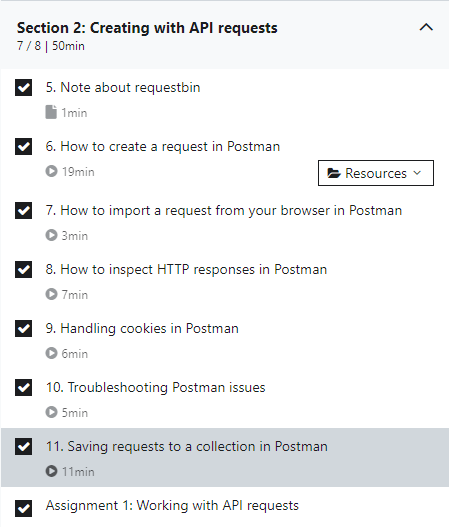 Section 2: Creating with API requests
7 / 8 | 50min
5. Note about requestbin
1min
6. How to create a request in Postman
19min
Resources
7. How to import a request from your browser in Postman
3min
8. How to inspect HTTP responses in Postman
7min
9. Handling cookies in Postman
6min
10. Troubleshooting Postman issues
5min
11. Saving requests to a collection in Postman
11min
Assignment 1: Working with API requests